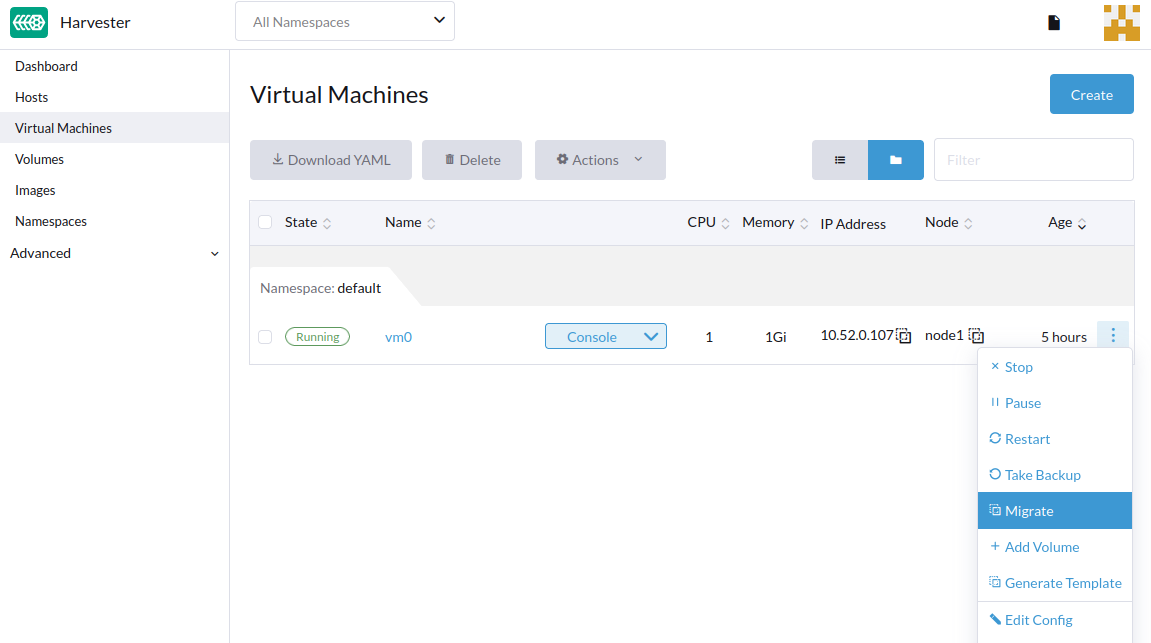 Harvester
All Namespaces
Dashboard
Hosts
Virtual Machines
Volumes
Images
Namespaces
Advanced
Virtual Machines
Create
Download YAML Delete Actions Filter
State Name CPU Memory IP Address Node Age
Namespace: default
Running vm0 Console 1 1Gi 10.52.0.107 node1 5 hours
Stop
Pause
Restart
Take Backup
Migrate
Add Volume
Generate Template
Edit Config